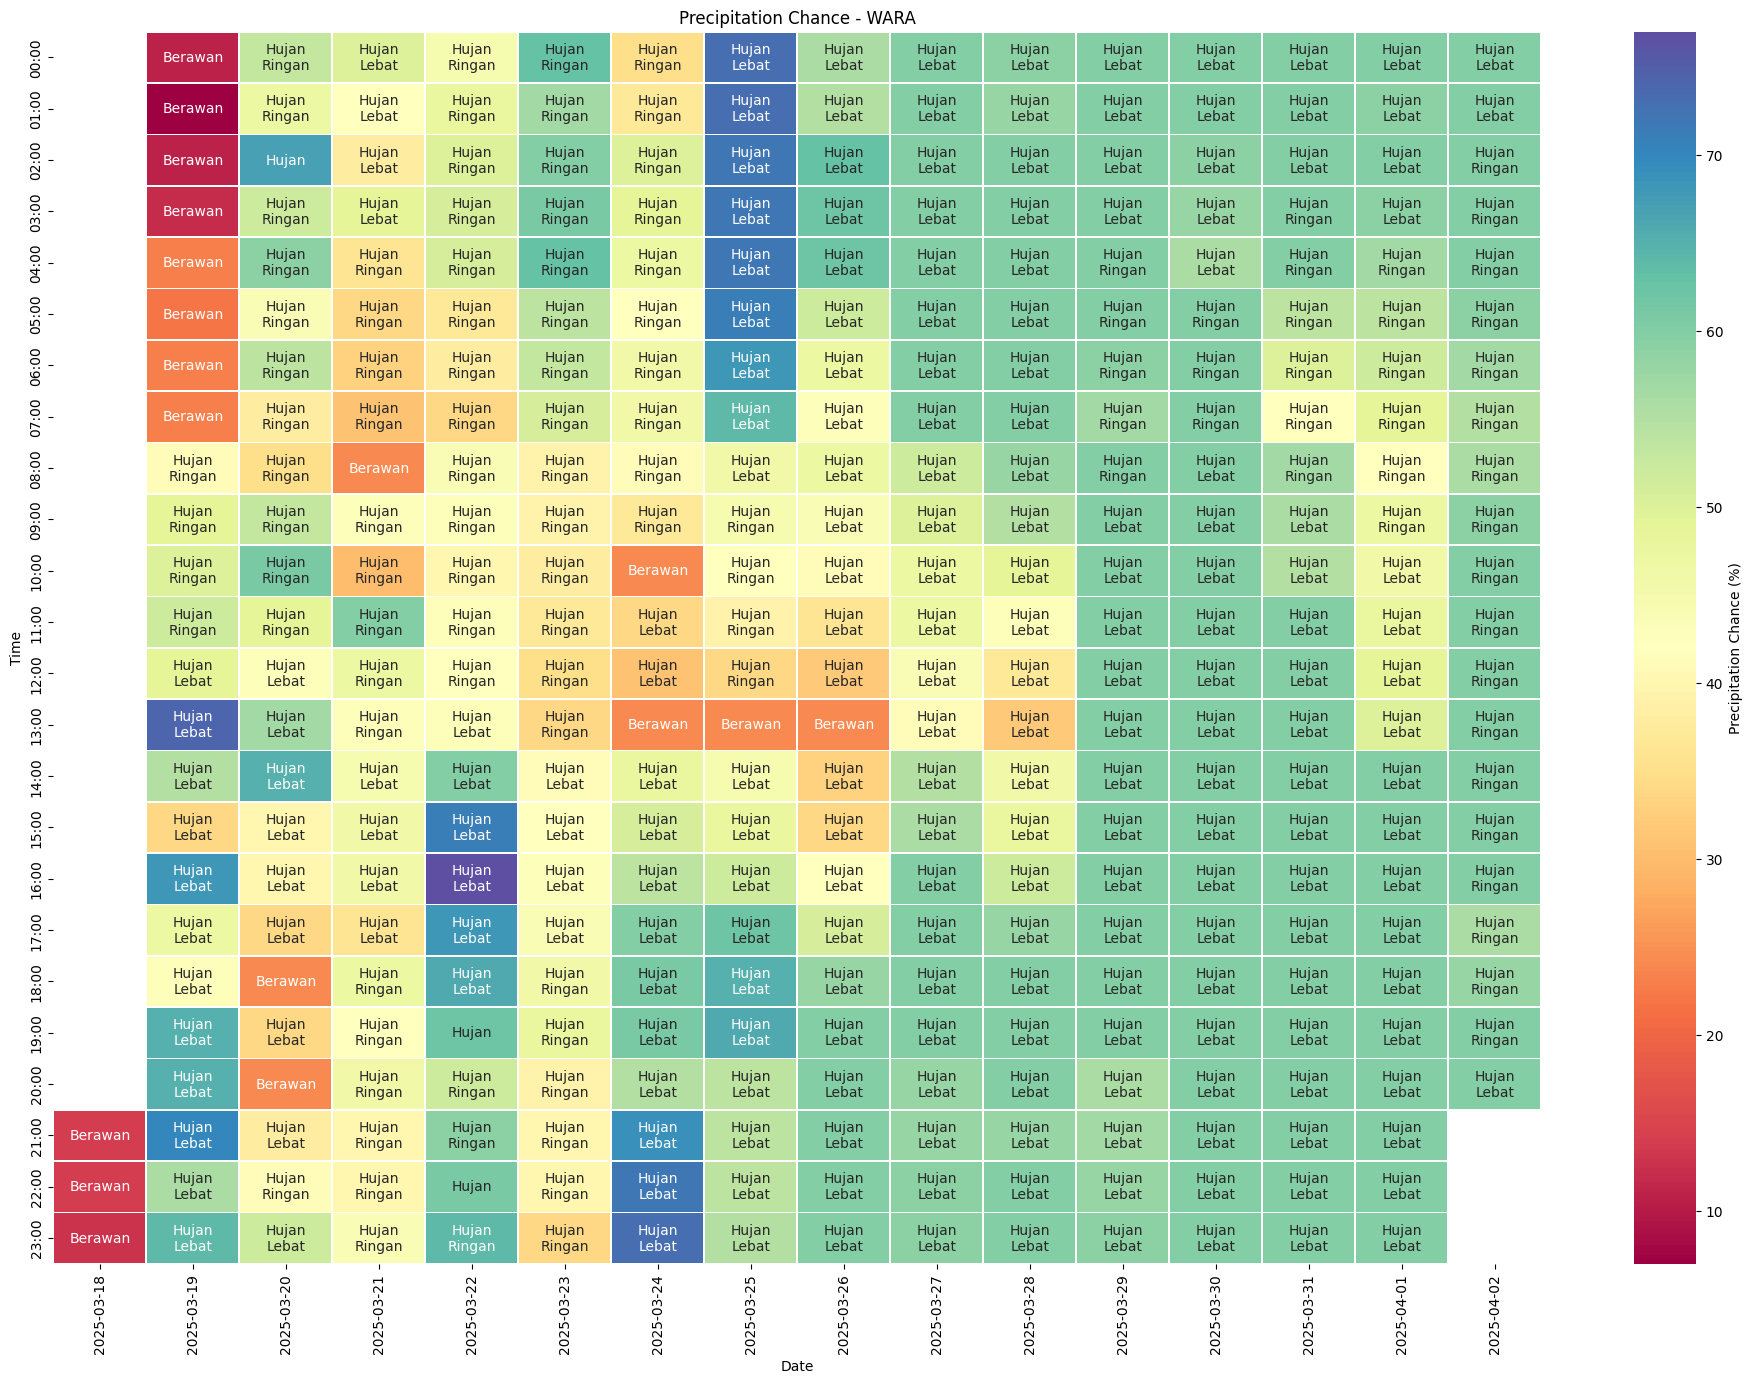 Precipitation Chance - WARA
00:00 Berawan Hujan Ringan Hujan Lebat Hujan Ringan Hujan Ringan Hujan Ringan Hujan Lebat Hujan Lebat Hujan Lebat Hujan Lebat Hujan Lebat Hujan Lebat Hujan Lebat Hujan Lebat Hujan Lebat
01:00 Berawan Hujan Ringan Hujan Lebat Hujan Ringan Hujan Ringan Hujan Ringan Hujan Lebat Hujan Lebat Hujan Lebat Hujan Lebat Hujan Lebat Hujan Lebat Hujan Lebat Hujan Lebat Hujan Lebat
02:00 Berawan Hujan Hujan Lebat Hujan Ringan Hujan Ringan Hujan Ringan Hujan Lebat Hujan Lebat Hujan Lebat Hujan Lebat Hujan Lebat Hujan Lebat Hujan Lebat Hujan Lebat Hujan Ringan
03:00 Berawan Hujan Ringan Hujan Lebat Hujan Ringan Hujan Ringan Hujan Ringan Hujan Lebat Hujan Lebat Hujan Lebat Hujan Lebat Hujan Lebat Hujan Lebat Hujan Ringan Hujan Lebat Hujan Ringan
04:00 Berawan Hujan Ringan Hujan Ringan Hujan Ringan Hujan Ringan Hujan Ringan Hujan Lebat Hujan Lebat Hujan Lebat Hujan Lebat Hujan Ringan Hujan Lebat Hujan Ringan Hujan Ringan Hujan Ringan
05:00 Berawan Hujan Ringan Hujan Ringan Hujan Ringan Hujan Ringan Hujan Ringan Hujan Lebat Hujan Lebat Hujan Lebat Hujan Lebat Hujan Ringan Hujan Ringan Hujan Ringan Hujan Ringan Hujan Ringan
06:00 Berawan Hujan Ringan Hujan Ringan Hujan Ringan Hujan Ringan Hujan Ringan Hujan Lebat Hujan Lebat Hujan Lebat Hujan Lebat Hujan Ringan Hujan Ringan Hujan Ringan Hujan Ringan Hujan Ringan
07:00 Berawan Hujan Ringan Hujan Ringan Hujan Ringan Hujan Ringan Hujan Ringan Hujan Lebat Hujan Lebat Hujan Lebat Hujan Lebat Hujan Ringan Hujan Ringan Hujan Ringan Hujan Ringan Hujan Ringan
08:00 Hujan Ringan Hujan Ringan Berawan Hujan Ringan Hujan Ringan Hujan Ringan Hujan Lebat Hujan Lebat Hujan Lebat Hujan Lebat Hujan Ringan Hujan Lebat Hujan Lebat Hujan Ringan Hujan Ringan
09:00 Hujan Ringan Hujan Ringan Hujan Ringan Hujan Ringan Hujan Ringan Hujan Ringan Hujan Ringan Hujan Lebat Hujan Lebat Hujan Lebat Hujan Lebat Hujan Lebat Hujan Lebat Hujan Ringan Hujan Ringan
10:00 Hujan Ringan Hujan Ringan Hujan Ringan Hujan Ringan Hujan Ringan Berawan Hujan Ringan Hujan Lebat Hujan Lebat Hujan Lebat Hujan Lebat Hujan Lebat Hujan Lebat Hujan Lebat Hujan Ringan
11:00 Hujan Ringan Hujan Ringan Hujan Ringan Hujan Ringan Hujan Ringan Hujan Lebat Hujan Ringan Hujan Lebat Hujan Lebat Hujan Lebat Hujan Lebat Hujan Lebat Hujan Lebat Hujan Lebat Hujan Ringan
12:00 Hujan Lebat Hujan Lebat Hujan Ringan Hujan Ringan Hujan Ringan Hujan Lebat Hujan Ringan Hujan Lebat Hujan Lebat Hujan Lebat Hujan Lebat Hujan Lebat Hujan Lebat Hujan Lebat Hujan Ringan
13:00 Hujan Lebat Hujan Lebat Hujan Ringan Hujan Lebat Hujan Ringan Berawan Berawan Berawan Hujan Lebat Hujan Lebat Hujan Lebat Hujan Lebat Hujan Lebat Hujan Lebat Hujan Ringan
14:00 Hujan Lebat Hujan Lebat Hujan Lebat Hujan Lebat Hujan Lebat Hujan Lebat Hujan Lebat Hujan Lebat Hujan Lebat Hujan Lebat Hujan Lebat Hujan Lebat Hujan Lebat Hujan Lebat Hujan Ringan
15:00 Hujan Lebat Hujan Lebat Hujan Lebat Hujan Lebat Hujan Lebat Hujan Lebat Hujan Lebat Hujan Lebat Hujan Lebat Hujan Lebat Hujan Lebat Hujan Lebat Hujan Lebat Hujan Lebat Hujan Ringan
16:00 Hujan Lebat Hujan Lebat Hujan Lebat Hujan Lebat Hujan Lebat Hujan Lebat Hujan Lebat Hujan Lebat Hujan Lebat Hujan Lebat Hujan Lebat Hujan Lebat Hujan Lebat Hujan Lebat Hujan Ringan
17:00 Hujan Lebat Hujan Lebat Hujan Lebat Hujan Lebat Hujan Lebat Hujan Lebat Hujan Lebat Hujan Lebat Hujan Lebat Hujan Lebat Hujan Lebat Hujan Lebat Hujan Lebat Hujan Lebat Hujan Ringan
18:00 Hujan Lebat Berawan Hujan Ringan Hujan Lebat Hujan Ringan Hujan Lebat Hujan Lebat Hujan Lebat Hujan Lebat Hujan Lebat Hujan Lebat Hujan Lebat Hujan Lebat Hujan Lebat Hujan Ringan
19:00 Hujan Lebat Hujan Lebat Hujan Ringan Hujan Hujan Ringan Hujan Lebat Hujan Lebat Hujan Lebat Hujan Lebat Hujan Lebat Hujan Lebat Hujan Lebat Hujan Lebat Hujan Lebat Hujan Ringan
20:00 Hujan Lebat Berawan Hujan Ringan Hujan Ringan Hujan Ringan Hujan Lebat Hujan Lebat Hujan Lebat Hujan Lebat Hujan Lebat Hujan Lebat Hujan Lebat Hujan Lebat Hujan Lebat Hujan Lebat
21:00 Berawan Hujan Lebat Hujan Lebat Hujan Ringan Hujan Ringan Hujan Ringan Hujan Lebat Hujan Lebat Hujan Lebat Hujan Lebat Hujan Lebat Hujan Lebat Hujan Lebat Hujan Lebat Hujan Lebat
22:00 Berawan Hujan Lebat Hujan Ringan Hujan Ringan Hujan Hujan Ringan Hujan Lebat Hujan Lebat Hujan Lebat Hujan Lebat Hujan Lebat Hujan Lebat Hujan Lebat Hujan Lebat Hujan Lebat
23:00 Berawan Hujan Lebat Hujan Lebat Hujan Ringan Hujan Ringan Hujan Ringan Hujan Lebat Hujan Lebat Hujan Lebat Hujan Lebat Hujan Lebat Hujan Lebat Hujan Lebat Hujan Lebat Hujan Lebat
Time
2025-03-18 2025-03-19 2025-03-20 2025-03-21 2025-03-22 2025-03-23 2025-03-24 2025-03-25 2025-03-26 2025-03-27 2025-03-28 2025-03-29 2025-03-30 2025-03-31 2025-04-01 2025-04-02
Date
70
60
50
40
30
20
10
Precipitation Chance (%)